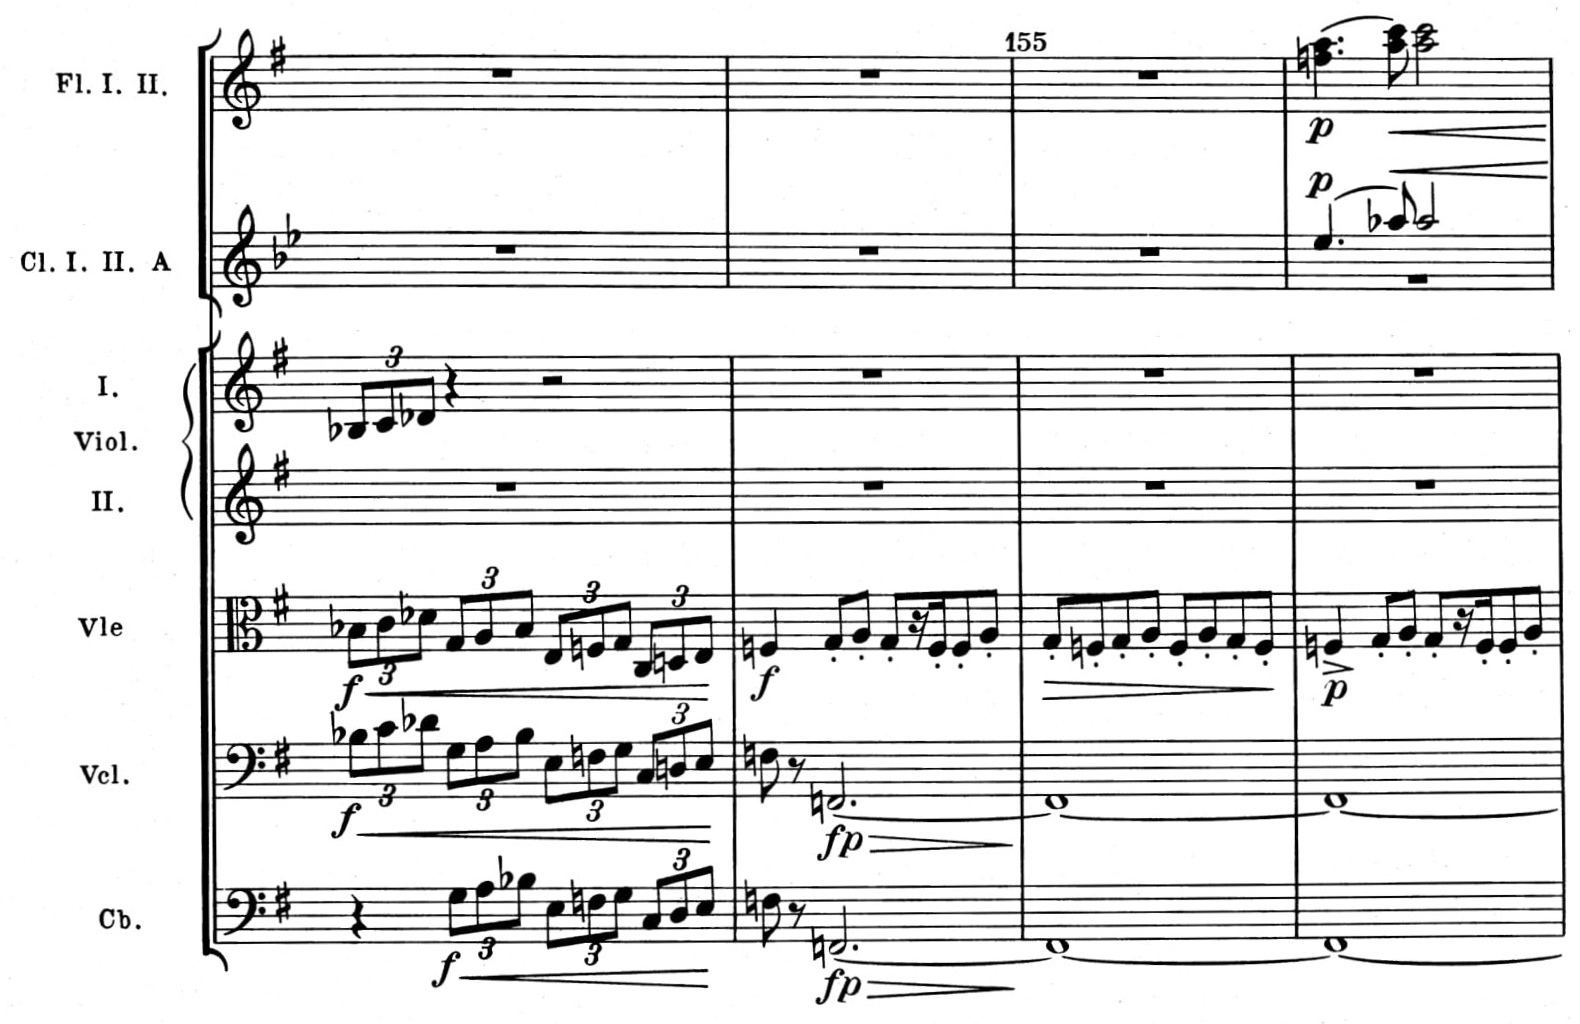 155
Fl. I. II.
p
p
Cl. I. II. A
3
I.
Viol.
II.
3 3 3
Vle
f 3 f p
3
Vcl.
3 3 3
f fp
3
Cb.
3 3
f fp